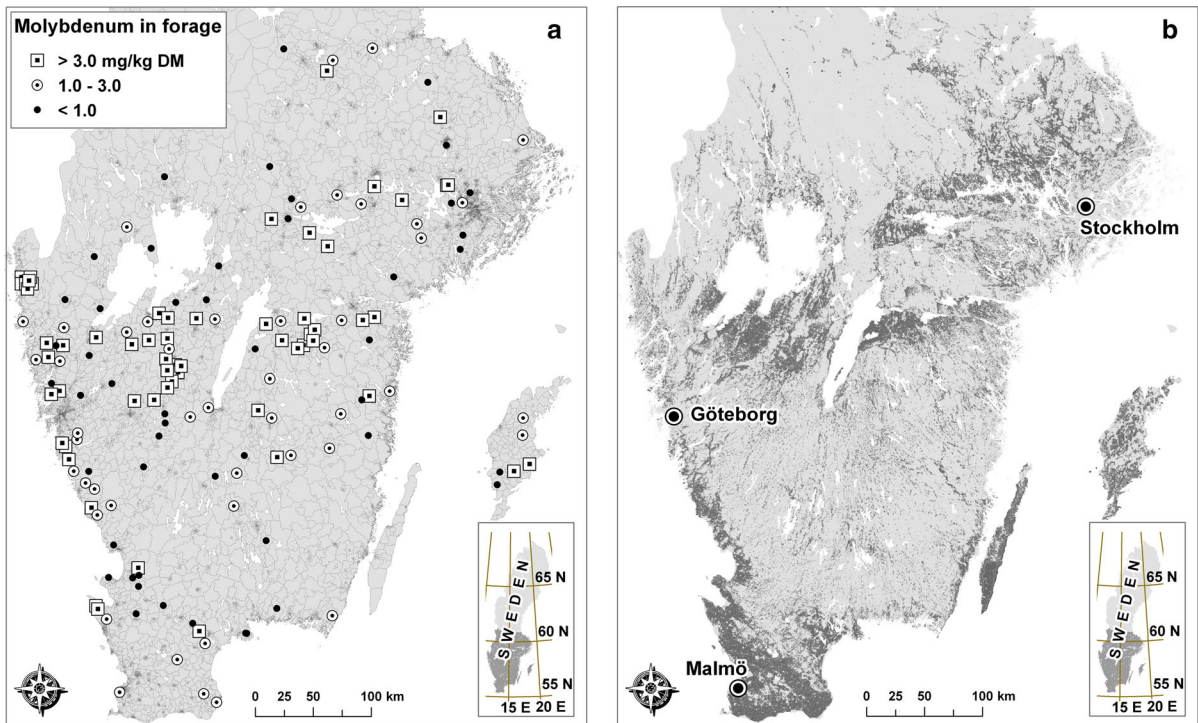 Molybdenum in forage
> 3.0 mg/kg DM
1.0 - 3.0
< 1.0
a
0 25 50 100 km
SWEDEN
65 N
60 N
55 N
15 E 20 E
b
Stockholm
Göteborg
Malmö
0 25 50 100 km
SWEDEN
65 N
60 N
55 N
15 E 20 E